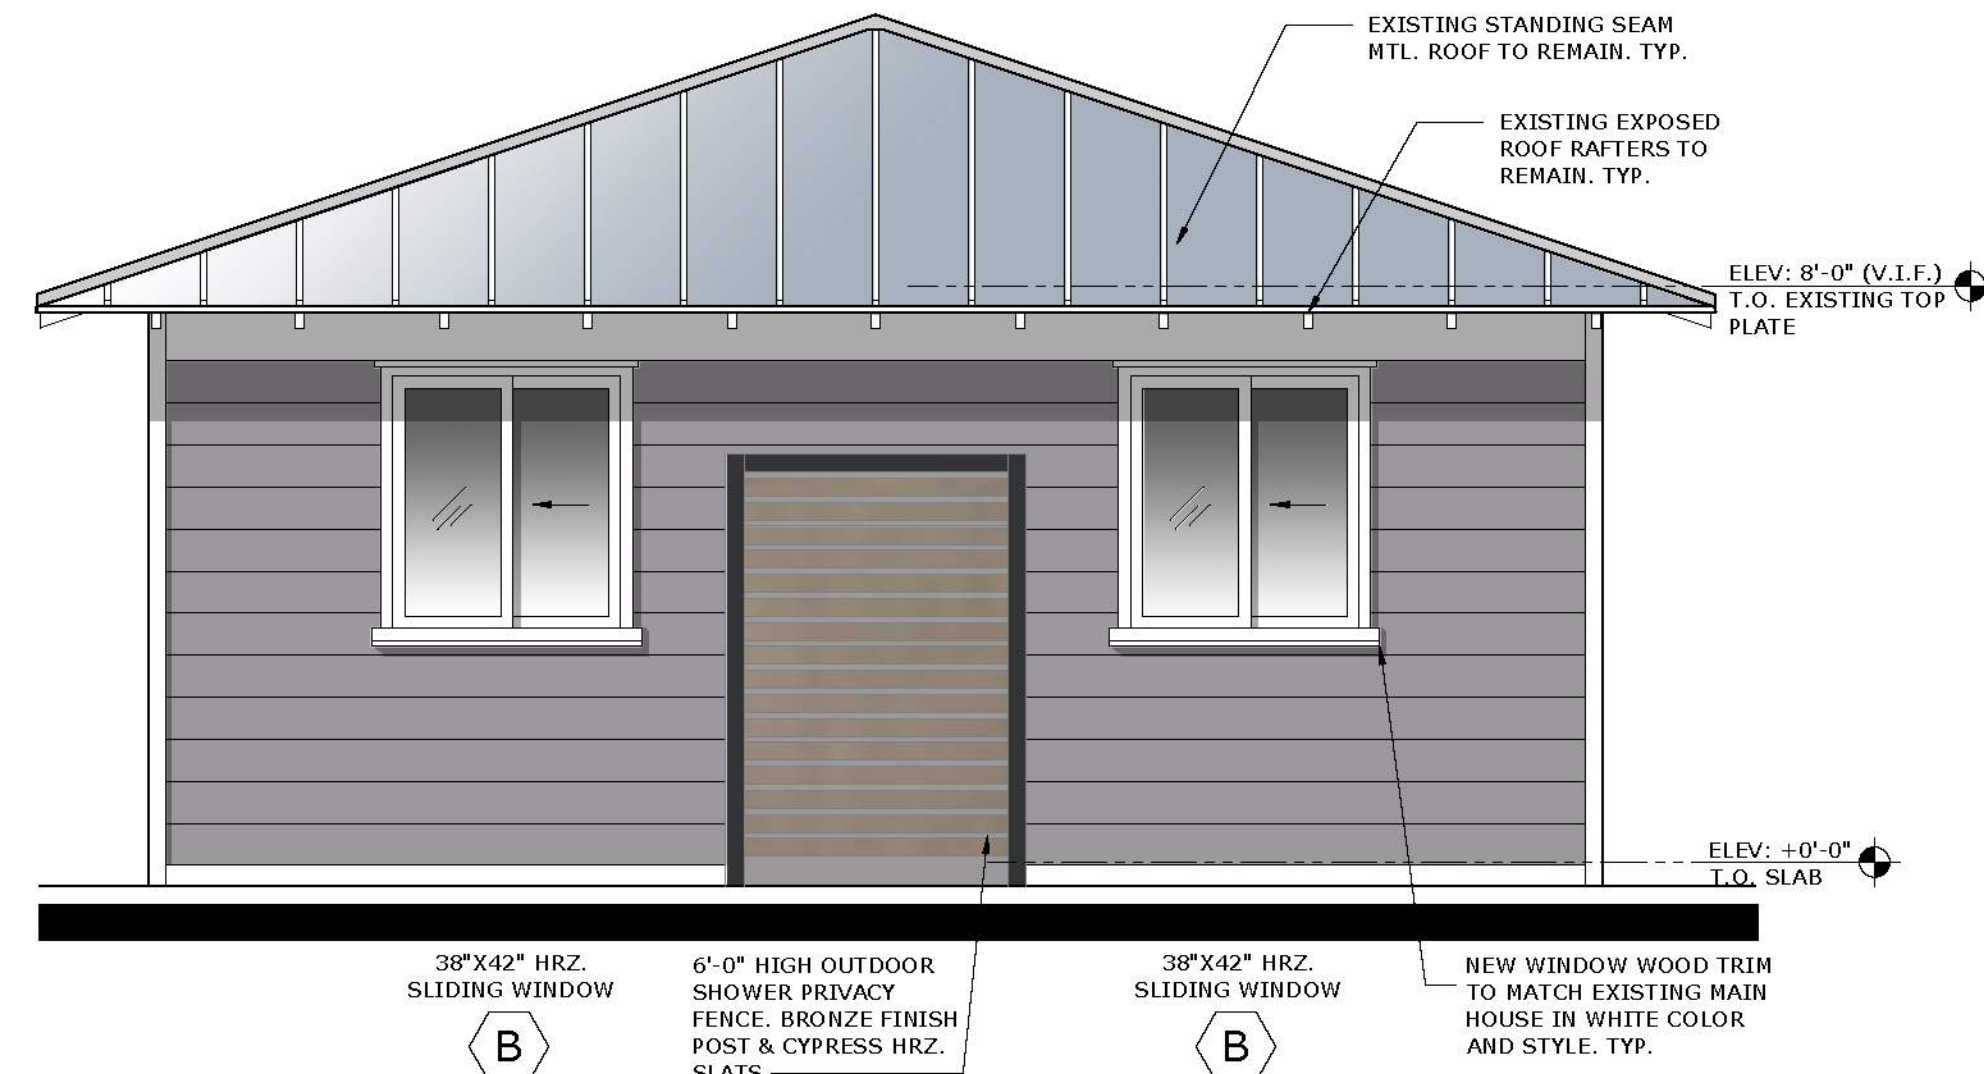 EXISTING STANDING SEAM
MTL. ROOF TO REMAIN. TYP.
EXISTING EXPOSED
ROOF RAFTERS TO
REMAIN. TYP.
ELEV: 8'-0" (V.I.F.)
T.O. EXISTING TOP
PLATE
ELEV: +0'-0"
T.O. SLAB
38"X42" HRZ.
SLIDING WINDOW
B
6'-0" HIGH OUTDOOR
SHOWER PRIVACY
FENCE. BRONZE FINISH
POST & CYPRESS HRZ.
SLATS
38"X42" HRZ.
SLIDING WINDOW
B
NEW WINDOW WOOD TRIM
TO MATCH EXISTING MAIN
HOUSE IN WHITE COLOR
AND STYLE. TYP.